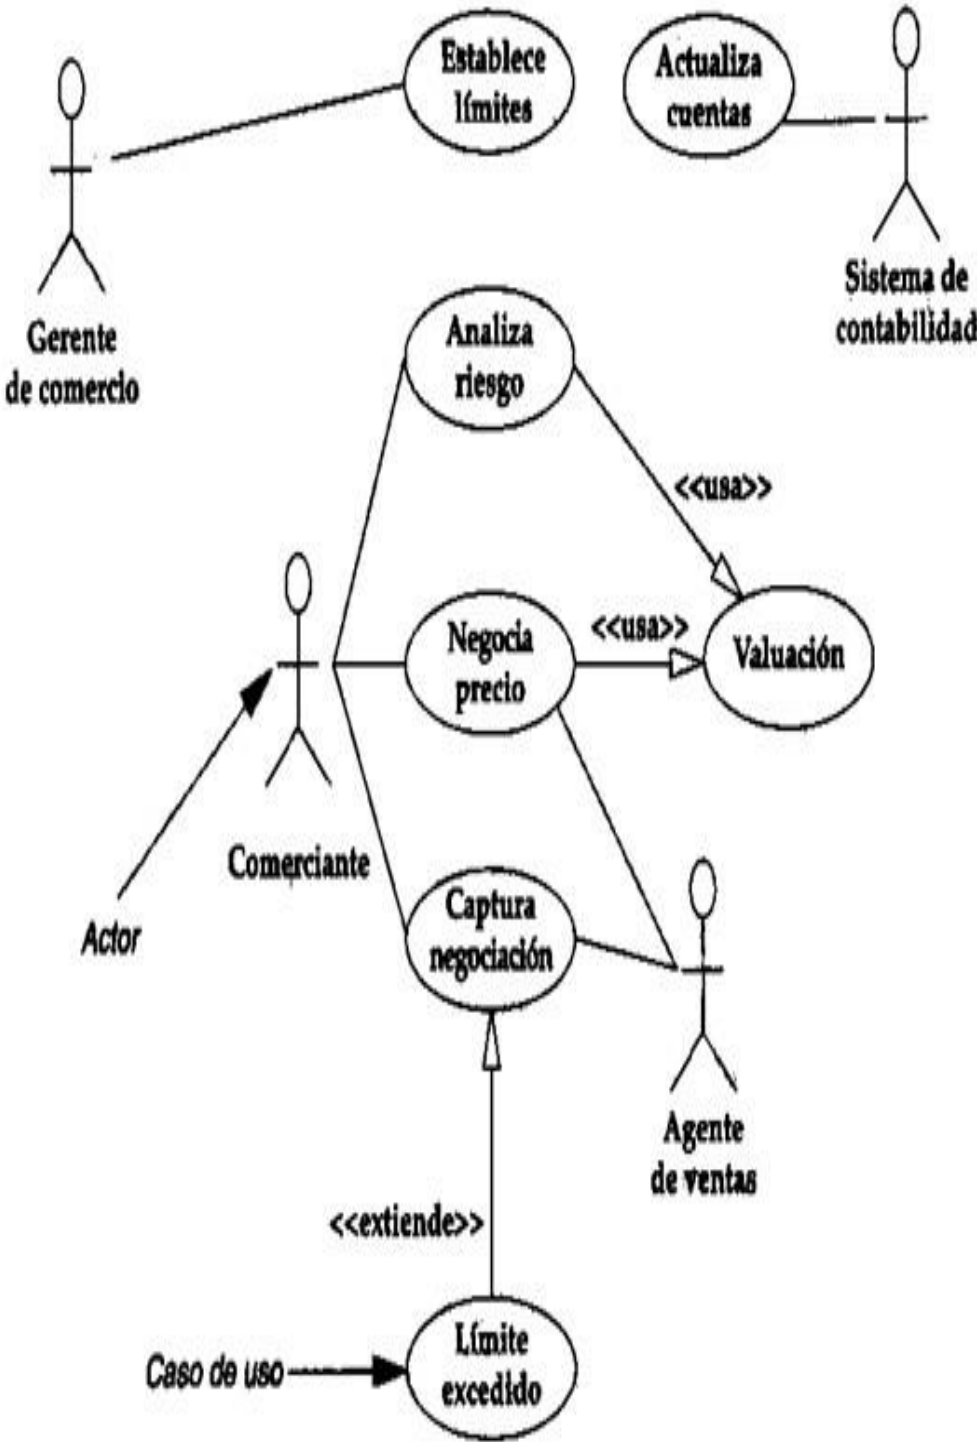 Establece
límites
Actualiza
cuentas
Sistema de
contabilidad
Gerente
de comercio
Analiza
riesgo
<<usa>>
Negocia
precio
<<usa>>
Valuación
Comerciante
Actor
Captura
negociación
Agente
de ventas
<<extiende>>
Límite
excedido
Caso de uso